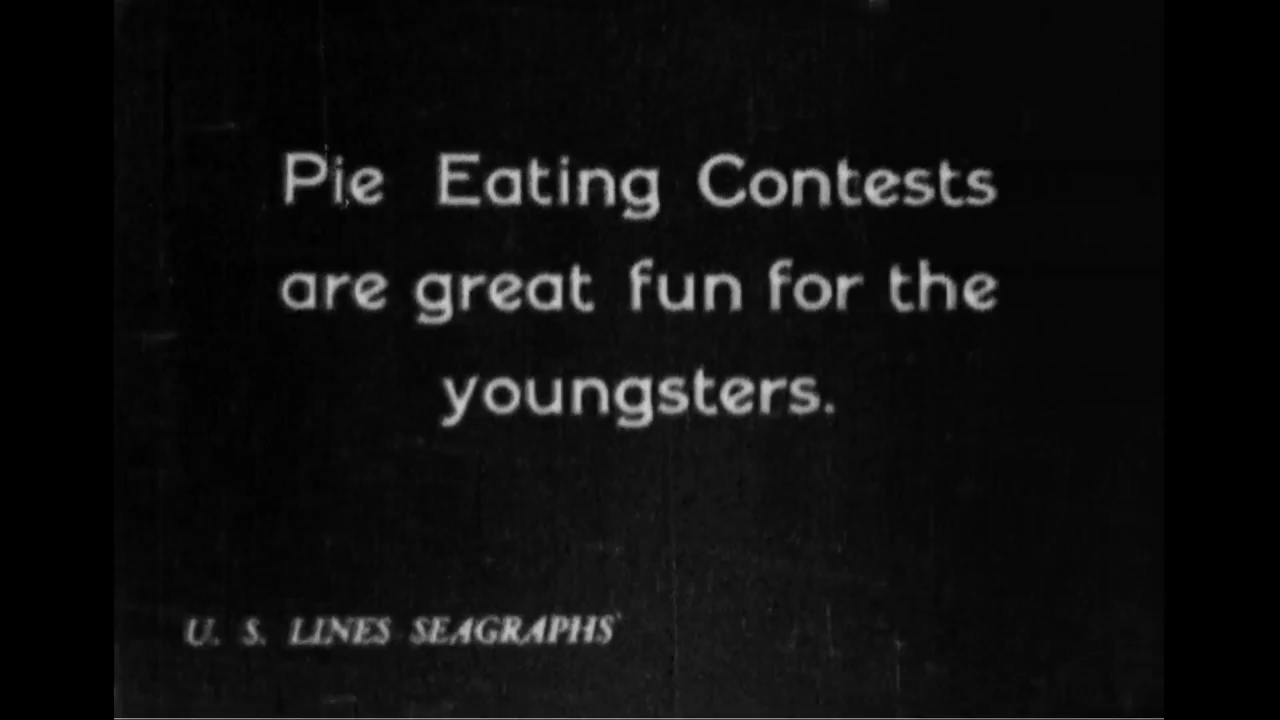 Pie Eating Contests
are great fun for the
youngsters.
U. S. LINES SEAGRAPHS